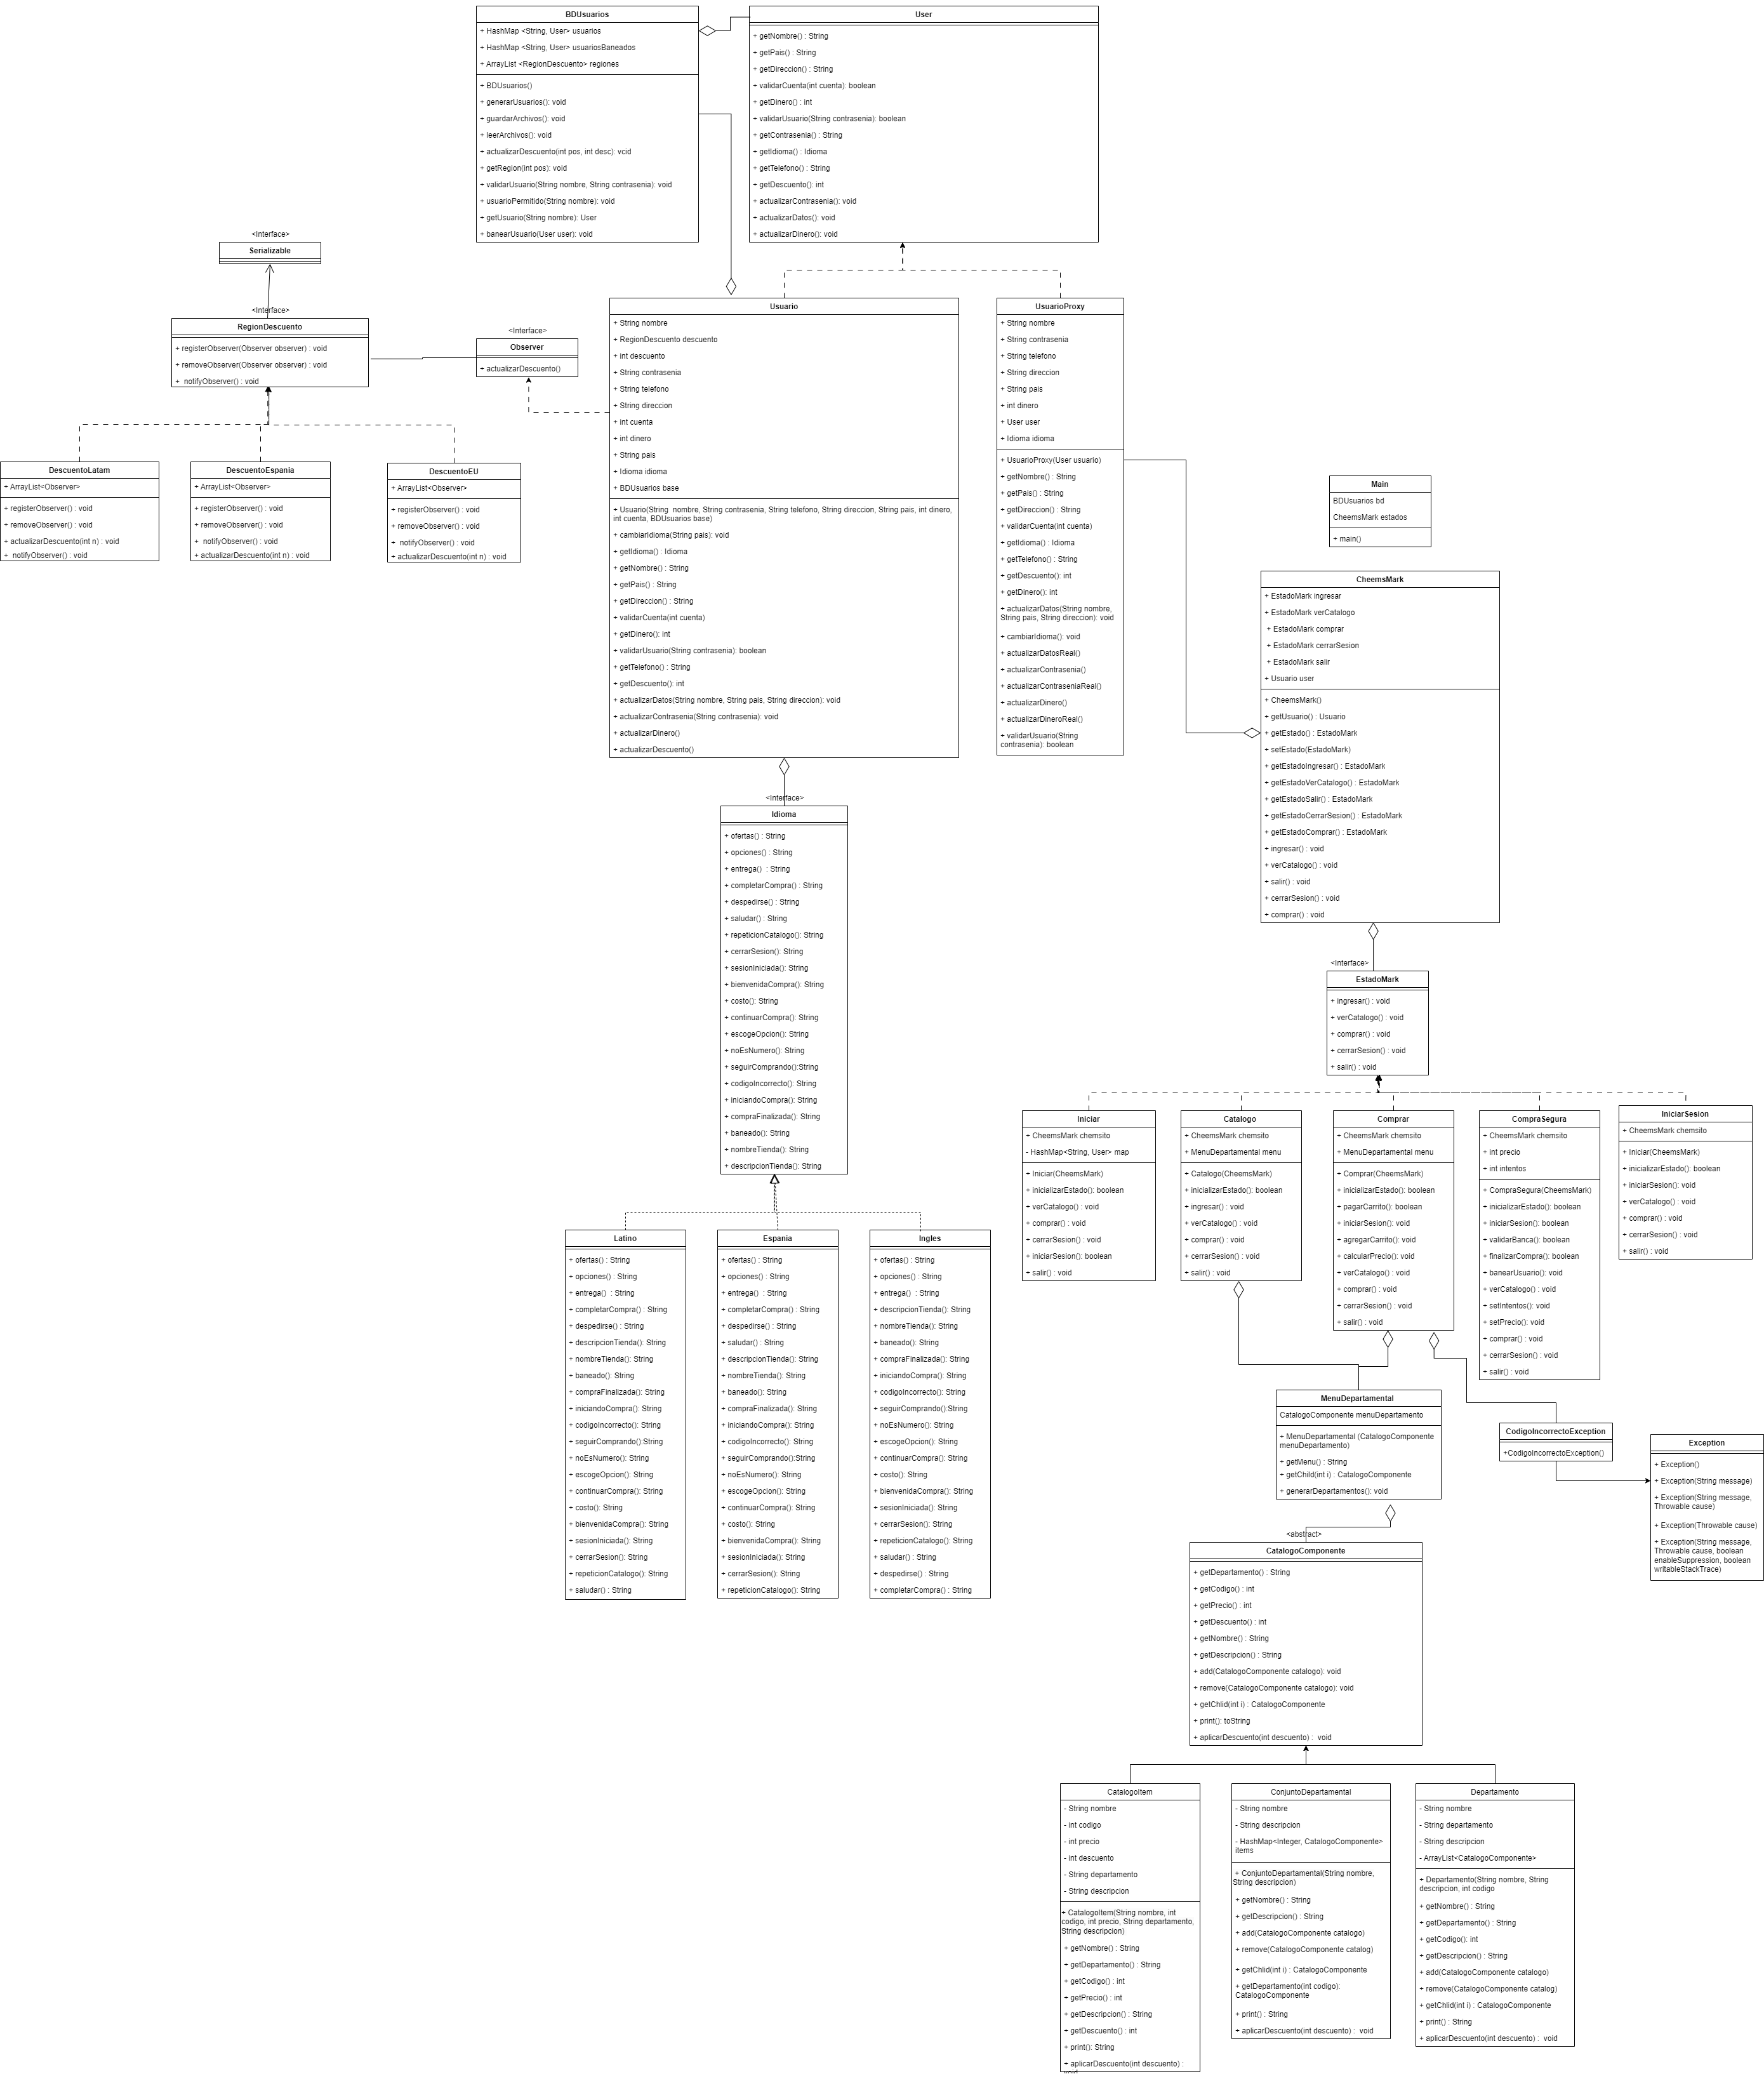 BDUsuarios
+ HashMap <String, User> usuarios
+ HashMap <String, User> usuariosBaneados
+ ArrayList <RegionDescuento> regiones
+ BDUsuarios()
+ generarUsuarios(): void
+ guardarArchivos(): void
+ leerArchivos(): void
+ actualizarDescuento(int pos, int desc): vcid
+ getRegion(int pos): void
+ validarUsuario(String nombre, String contrasenia): void
+ usuarioPermitido(String nombre): void
+ getUsuario(String nombre): User
+ banearUsuario(User user): void
User
+ getNombre() : String
+ getPais() : String
+ getDireccion() : String
+ validarCuenta(int cuenta): boolean
+ getDinero() : int
+ validarUsuario(String contrasenia): boolean
+ getContrasenia() : String
+ getIdioma() : Idioma
+ getTelefono() : String
+ getDescuento(): int
+ actualizarContrasenia(): void
+ actualizarDatos(): void
+ actualizarDinero(): void
<Interface>
Serializable
<Interface>
RegionDescuento
+ registerObserver(Observer observer) : void
+ removeObserver(Observer observer) : void
+  notifyObserver() : void
<Interface>
Observer
+ actualizarDescuento()
DescuentoLatam
+ ArrayList<Observer>
+ registerObserver() : void
+ removeObserver() : void
+ actualizarDescuento(int n) : void
+  notifyObserver() : void
DescuentoEspania
+ ArrayList<Observer>
+ registerObserver() : void
+ removeObserver() : void
+  notifyObserver() : void
+ actualizarDescuento(int n) : void
DescuentoEU
+ ArrayList<Observer>
+ registerObserver() : void
+ removeObserver() : void
+  notifyObserver() : void
+ actualizarDescuento(int n) : void
Usuario
+ String nombre
+ RegionDescuento descuento
+ int descuento
+ String contrasenia
+ String telefono
+ String direccion
+ int cuenta
+ int dinero
+ String pais
+ Idioma idioma
+ BDUsuarios base
+ Usuario(String  nombre, String contrasenia, String telefono, String direccion, String pais, int dinero,
int cuenta, BDUsuarios base)
+ cambiarIdioma(String pais): void
+ getIdioma() : Idioma
+ getNombre() : String
+ getPais() : String
+ getDireccion() : String
+ validarCuenta(int cuenta)
+ getDinero(): int
+ validarUsuario(String contrasenia): boolean
+ getTelefono() : String
+ getDescuento(): int
+ actualizarDatos(String nombre, String pais, String direccion): void
+ actualizarContrasenia(String contrasenia): void
+ actualizarDinero()
+ actualizarDescuento()
UsuarioProxy
+ String nombre
+ String contrasenia
+ String telefono
+ String direccion
+ String pais
+ int dinero
+ User user
+ Idioma idioma
+ UsuarioProxy(User usuario)
+ getNombre() : String
+ getPais() : String
+ getDireccion() : String
validarCuenta(int cuenta)
+ getIdioma() : Idioma
+ getTelefono() : String
+ getDescuento(): int
+ getDinero(): int
+ actualizarDatos(String nombre,
String pais, String direccion): void
+ cambiarIdioma(): void
+ actualizarDatosReal()
+ actualizarContrasenia()
+ actualizarContraseniaReal()
+ actualizarDinero()
+ actualizarDineroReal()
+ validarUsuario(String
contrasenia): boolean
Main
BDUsuarios bd
CheemsMark estados
+ main()
CheemsMark
+ EstadoMark ingresar
+ EstadoMark verCatalogo
+ EstadoMark comprar
+ EstadoMark cerrarSesion
+ EstadoMark salir
+ Usuario user
+ CheemsMark()
+ getUsuario() : Usuario
+ getEstado() : EstadoMark
+ setEstado(EstadoMark)
+ getEstadoIngresar() : EstadoMark
+ getEstadoVerCatalogo() : EstadoMark
+ getEstadoSalir() : EstadoMark
+ getEstadoCerrarSesion() : EstadoMark
+ getEstadoComprar() : EstadoMark
+ ingresar() : void
+ verCatalogo() : void
+ salir() : void
+ cerrarSesion() : void
+ comprar() : void
<Interface>
Idioma
+ ofertas() : String
+ opciones() : String
+ entrega()  : String
+ completarCompra() : String
+ despedirse() : String
+ saludar() : String
+ repeticionCatalogo(): String
+ cerrarSesion(): String
+ sesionIniciada(): String
+ bienvenidaCompra(): String
+ costo(): String
+ continuarCompra(): String
+ escogeOpcion(): String
+ noEsNumero(): String
+ seguirComprando():String
+ codigoIncorrecto(): String
+ iniciandoCompra(): String
+ compraFinalizada(): String
+ baneado(): String
+ nombreTienda(): String
+ descripcionTienda(): String
<Interface>
EstadoMark
+ ingresar() : void
+ verCatalogo() : void
+ comprar() : void
+ cerrarSesion() : void
+ salir() : void
Iniciar
+ CheemsMark chemsito
- HashMap<String, User> map
+ Iniciar(CheemsMark)
+ inicializarEstado(): boolean
+ verCatalogo() : void
+ comprar() : void
+ cerrarSesion() : void
+ iniciarSesion(): boolean
+ salir() : void
Catalogo
+ CheemsMark chemsito
+ MenuDepartamental menu
+ Catalogo(CheemsMark)
+ inicializarEstado(): boolean
+ ingresar() : void
+ verCatalogo() : void
+ comprar() : void
+ cerrarSesion() : void
+ salir() : void
Comprar
+ CheemsMark chemsito
+ MenuDepartamental menu
+ Comprar(CheemsMark)
+ inicializarEstado(): boolean
+ pagarCarrito(): boolean
+ iniciarSesion(): void
+ agregarCarrito(): void
+ calcularPrecio(): void
+ verCatalogo() : void
+ comprar() : void
+ cerrarSesion() : void
+ salir() : void
CompraSegura
+ CheemsMark chemsito
+ int precio
+ int intentos
+ CompraSegura(CheemsMark)
+ inicializarEstado(): boolean
+ iniciarSesion(): boolean
+ validarBanca(): boolean
+ finalizarCompra(): boolean
+ banearUsuario(): void
+ verCatalogo() : void
+ setIntentos(): void
+ setPrecio(): void
+ comprar() : void
+ cerrarSesion() : void
+ salir() : void
IniciarSesion
+ CheemsMark chemsito
+ Iniciar(CheemsMark)
+ inicializarEstado(): boolean
+ iniciarSesion(): void
+ verCatalogo() : void
+ comprar() : void
+ cerrarSesion() : void
+ salir() : void
Latino
+ ofertas() : String
+ opciones() : String
+ entrega()  : String
+ completarCompra() : String
+ despedirse() : String
+ descripcionTienda(): String
+ nombreTienda(): String
+ baneado(): String
+ compraFinalizada(): String
+ iniciandoCompra(): String
+ codigoIncorrecto(): String
+ seguirComprando():String
+ noEsNumero(): String
+ escogeOpcion(): String
+ continuarCompra(): String
+ costo(): String
+ bienvenidaCompra(): String
+ sesionIniciada(): String
+ cerrarSesion(): String
+ repeticionCatalogo(): String
+ saludar() : String
Espania
+ ofertas() : String
+ opciones() : String
+ entrega()  : String
+ completarCompra() : String
+ despedirse() : String
+ saludar() : String
+ descripcionTienda(): String
+ nombreTienda(): String
+ baneado(): String
+ compraFinalizada(): String
+ iniciandoCompra(): String
+ codigoIncorrecto(): String
+ seguirComprando():String
+ noEsNumero(): String
+ escogeOpcion(): String
+ continuarCompra(): String
+ costo(): String
+ bienvenidaCompra(): String
+ sesionIniciada(): String
+ cerrarSesion(): String
+ repeticionCatalogo(): String
Ingles
+ ofertas() : String
+ opciones() : String
+ entrega()  : String
+ descripcionTienda(): String
+ nombreTienda(): String
+ baneado(): String
+ compraFinalizada(): String
+ iniciandoCompra(): String
+ codigoIncorrecto(): String
+ seguirComprando():String
+ noEsNumero(): String
+ escogeOpcion(): String
+ continuarCompra(): String
+ costo(): String
+ bienvenidaCompra(): String
+ sesionIniciada(): String
+ cerrarSesion(): String
+ repeticionCatalogo(): String
+ saludar() : String
+ despedirse() : String
+ completarCompra() : String
MenuDepartamental
CatalogoComponente menuDepartamento
+ MenuDepartamental (CatalogoComponente
menuDepartamento)
+ getMenu() : String
+ getChild(int i) : CatalogoComponente
+ generarDepartamentos(): void
CodigoIncorrectoException
+CodigoIncorrectoException()
Exception
+ Exception()
+ Exception(String message)
+ Exception(String message,
Throwable cause)
+ Exception(Throwable cause)
+ Exception(String message,
Throwable cause, boolean
enableSuppression, boolean
writableStackTrace)
<abstract>
CatalogoComponente
+ getDepartamento() : String
+ getCodigo() : int
+ getPrecio() : int
+ getDescuento() : int
+ getNombre() : String
+ getDescripcion() : String
+ add(CatalogoComponente catalogo): void
+ remove(CatalogoComponente catalogo): void
+ getChlid(int i) : CatalogoComponente
+ print(): toString
+ aplicarDescuento(int descuento) :  void
CatalogoItem
- String nombre
- int codigo
- int precio
- int descuento
- String departamento
- String descripcion
+ CatalogoItem(String nombre, int
codigo, int precio, String departamento,
String descripcion)
+ getNombre() : String
+ getDepartamento() : String
+ getCodigo() : int
+ getPrecio() : int
+ getDescripcion() : String
+ getDescuento() : int
+ print(): String
+ aplicarDescuento(int descuento) :
ConjuntoDepartamental
- String nombre
- String descripcion
- HashMap<Integer, CatalogoComponente>
items
+ ConjuntoDepartamental(String nombre,
String descripcion)
+ getNombre() : String
+ getDescripcion() : String
+ add(CatalogoComponente catalogo)
+ remove(CatalogoComponente catalog)
+ getChlid(int i) : CatalogoComponente
+ getDepartamento(int codigo):
CatalogoComponente
+ print() : String
+ aplicarDescuento(int descuento) :  void
Departamento
- String nombre
- String departamento
- String descripcion
- ArrayList<CatalogoComponente>
+ Departamento(String nombre, String
descripcion, int codigo
+ getNombre() : String
+ getDepartamento() : String
+ getCodigo(): int
+ getDescripcion() : String
+ add(CatalogoComponente catalogo)
+ remove(CatalogoComponente catalog)
+ getChlid(int i) : CatalogoComponente
+ print() : String
+ aplicarDescuento(int descuento) :  void